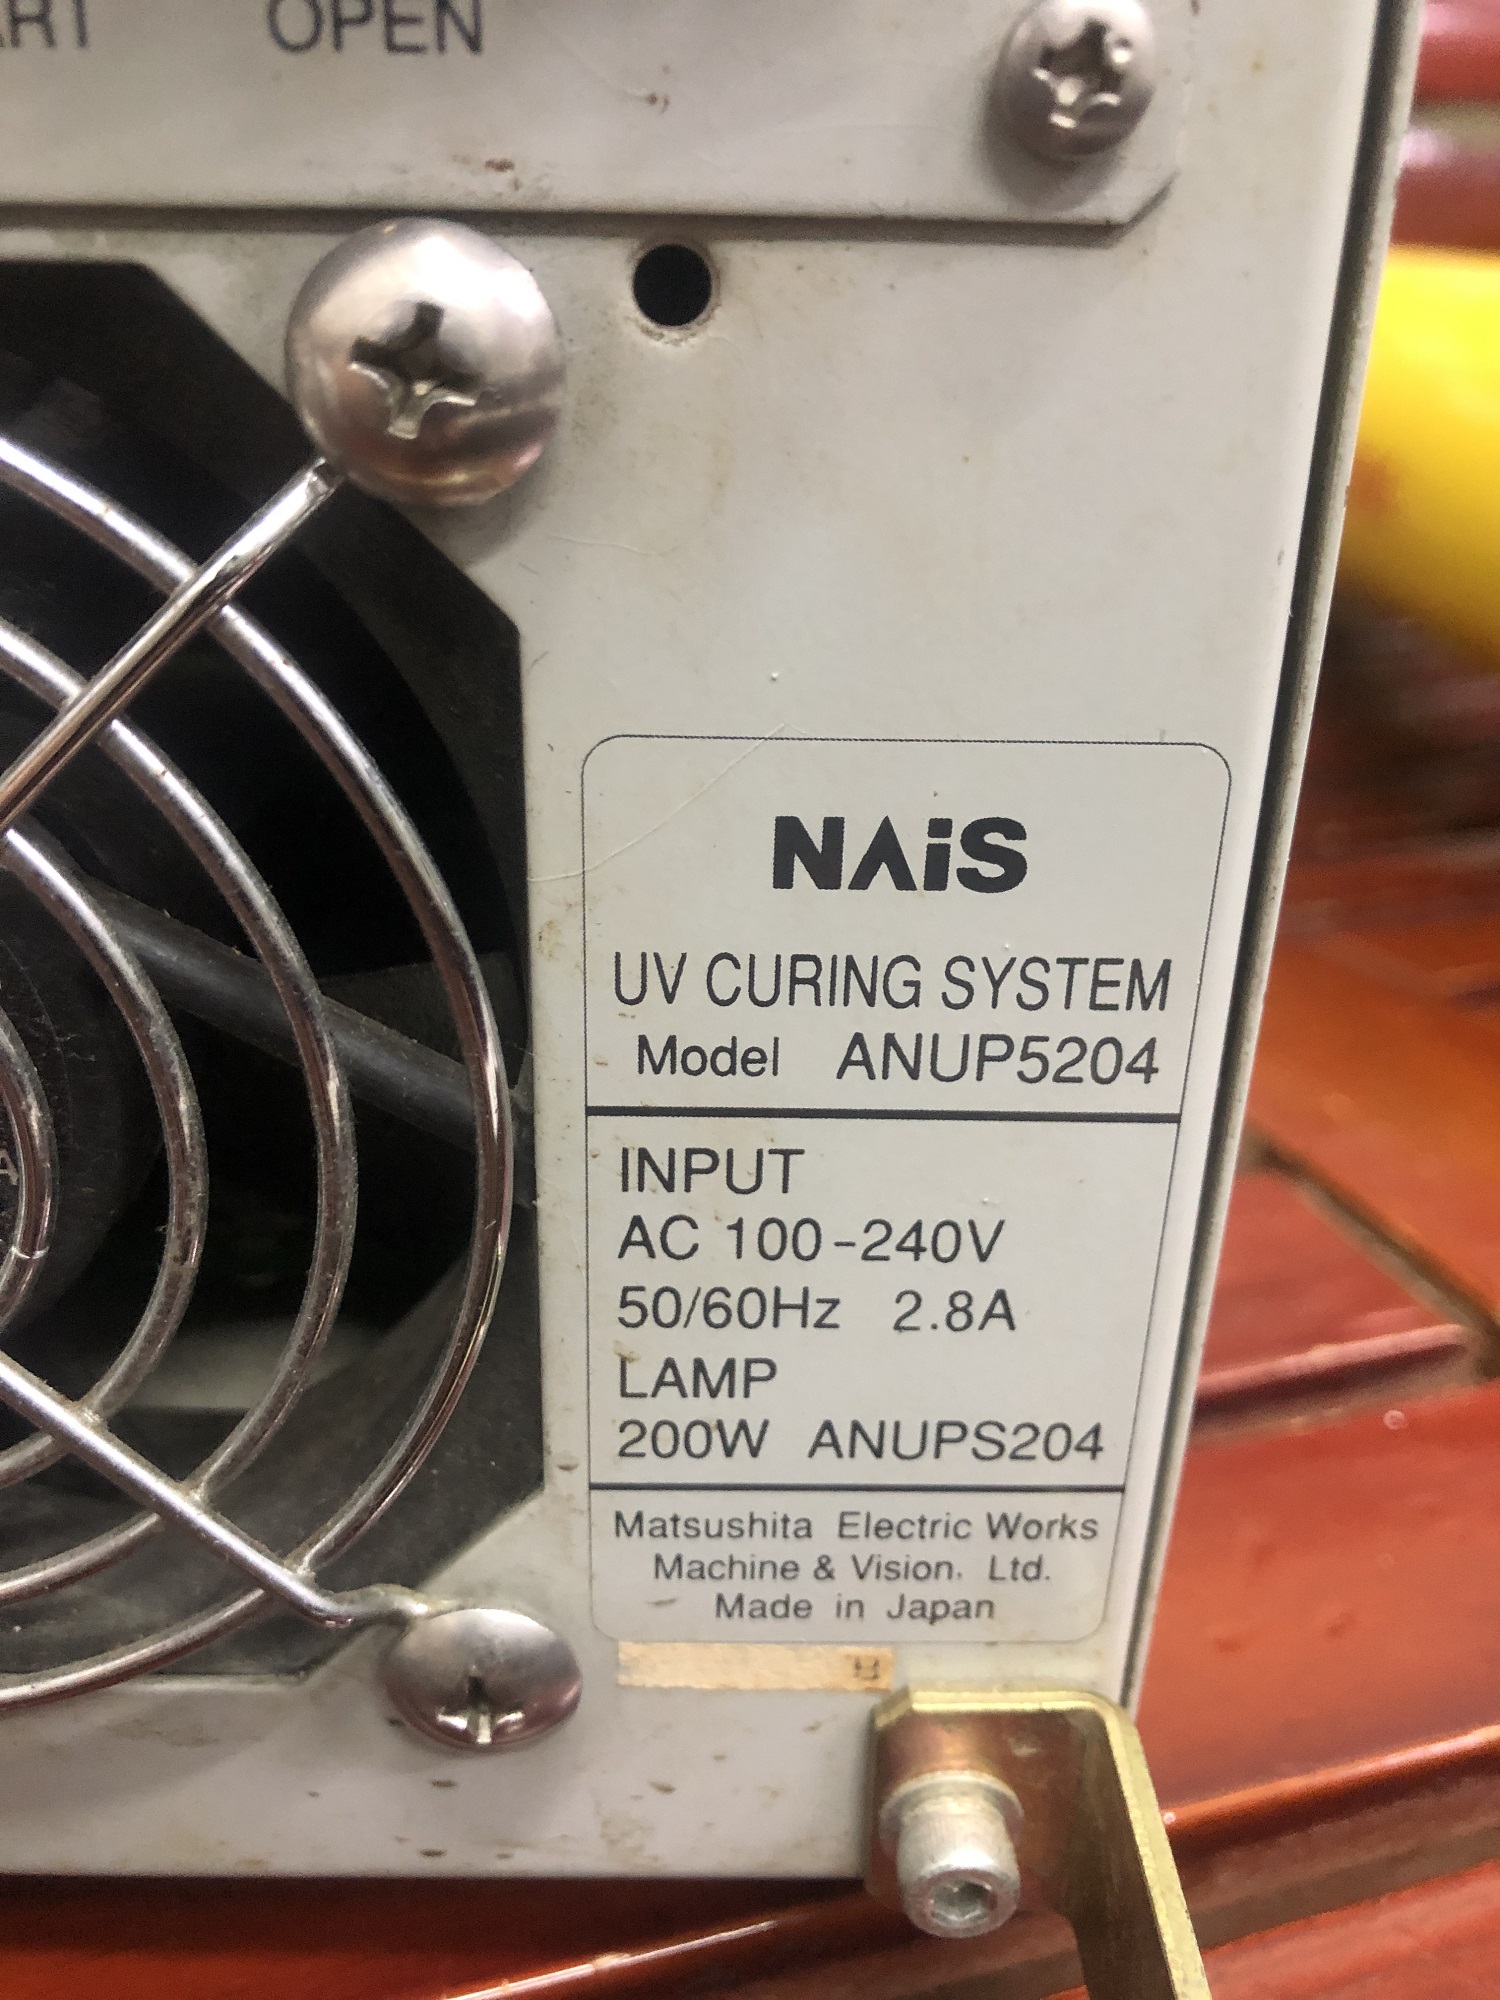 OPEN
NAiS
UV CURING SYSTEM
Model ANUP5204
INPUT
AC 100-240V
50/60Hz 2.8A
LAMP
200W ANUPS204
Matsushita Electric Works
Machine & Vision. Ltd.
Made in Japan